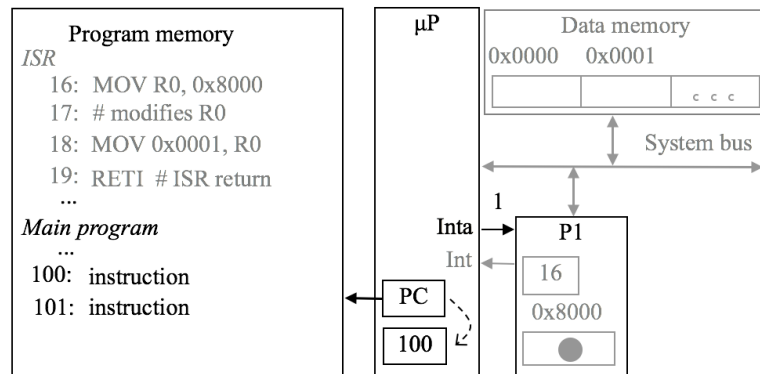 Program memory
ISR
16: MOV R0, 0x8000
17: # modifies R0
18: MOV 0x0001, R0
19: RETI # ISR return
...
Main program
...
100: instruction
101: instruction
μP
Inta
Int
PC
100
1
Data memory
0x0000 0x0001
c c c
System bus
P1
16
0x8000